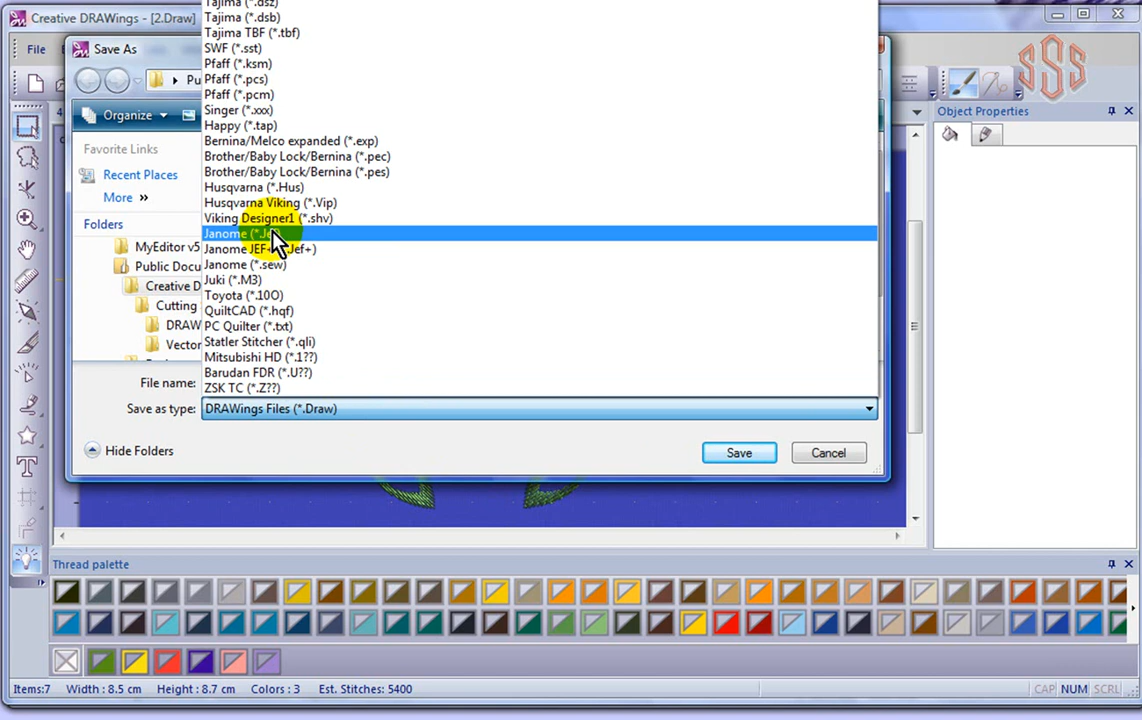 Creative DRAWings - [2.Draw]
File
Save As
Organize
Favorite Links
Recent Places
More »
Folders
MyEditor v5
Public Docu
Creative D
Cutting
DRAW
Vector
Tajima (*.dsz)
Tajima (*.dsb)
Tajima TBF (*.tbf)
SWF (*.sst)
Pfaff (*.ksm)
Pfaff (*.pcs)
Pfaff (*.pcm)
Singer (*.xxx)
Happy (*.tap)
Bernina/Melco expanded (*.exp)
Brother/Baby Lock/Bernina (*.pec)
Brother/Baby Lock/Bernina (*.pes)
Husqvarna (*.Hus)
Husqvarna Viking (*.Vip)
Viking Designer1 (*.shv)
Janome (*.Je
Janome JEF+ Jef+)
Janome (*.sew)
Juki (*.M3)
Toyota (*.10O)
QuiltCAD (*.hqf)
PC Quilter (*.txt)
Statler Stitcher (*.qli)
Mitsubishi HD (*.1??)
Barudan FDR (*.U??)
ZSK TC (*.Z??)
File name:
Save as type: DRAWings Files (*.Draw)
Hide Folders
Save
Cancel
SSS
Object Properties
Thread palette
Items:7 Width : 8.5 cm Height : 8.7 cm Colors : 3 Est. Stitches: 5400
CAP NUM SCRL